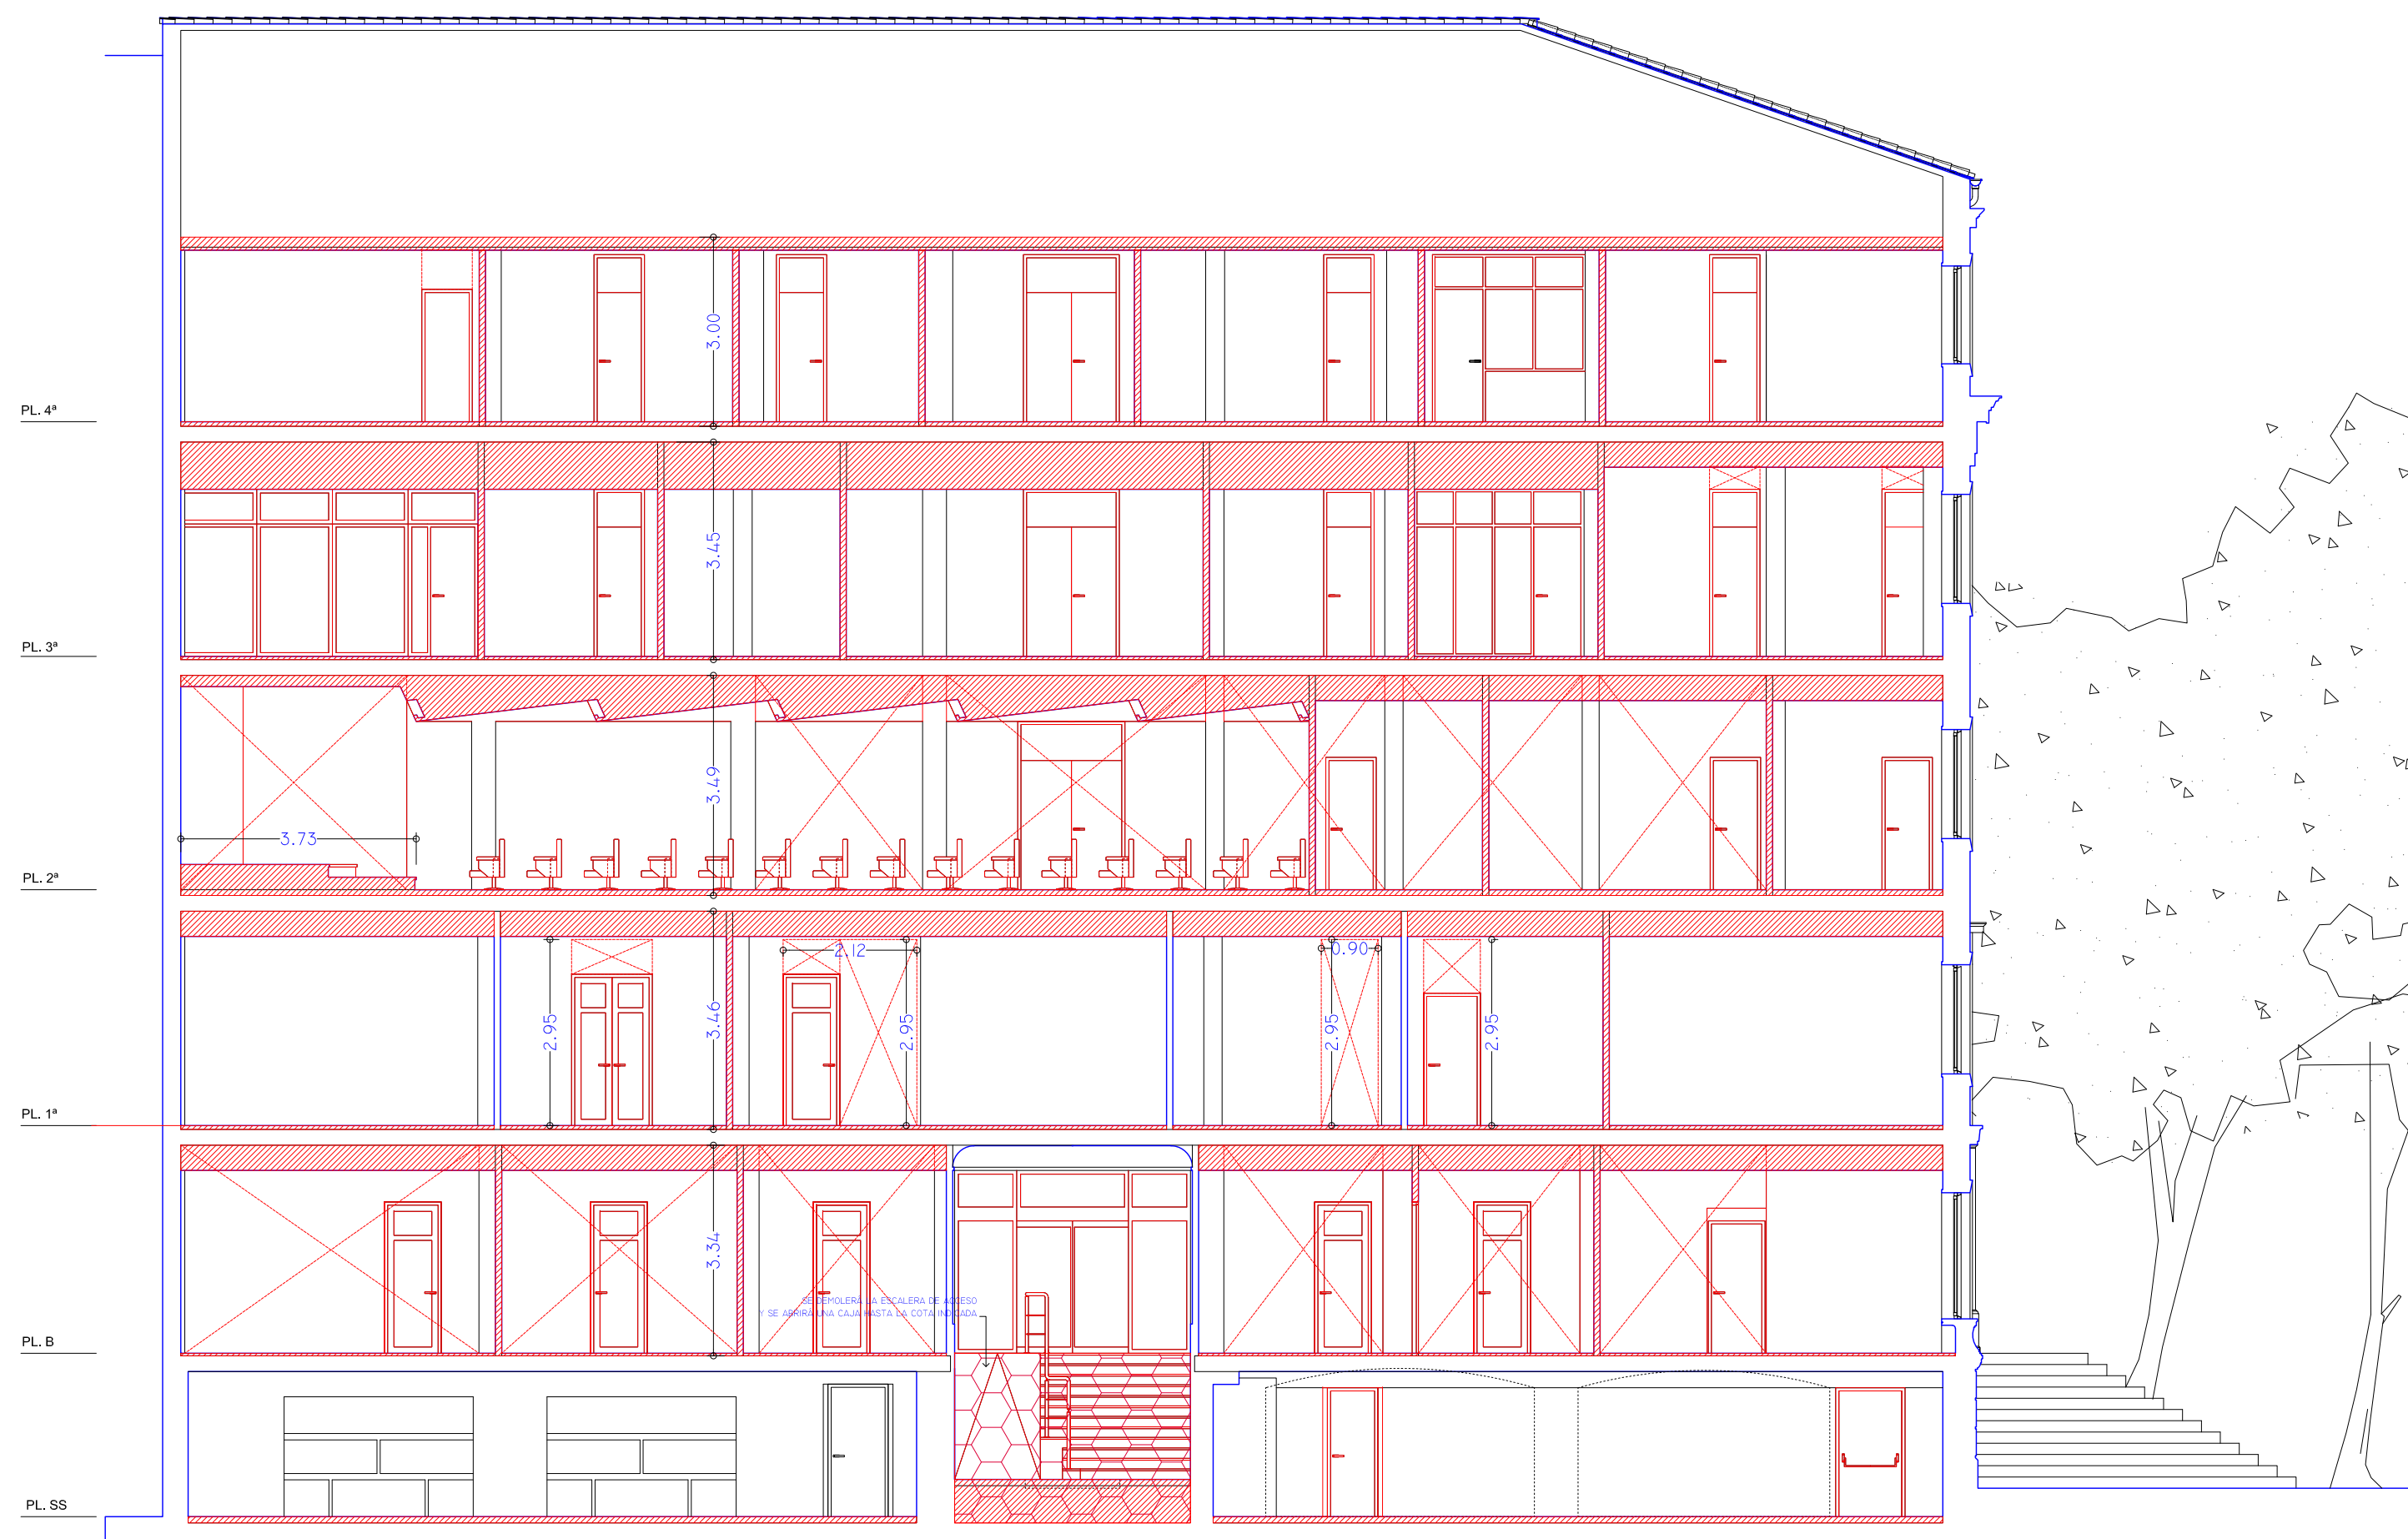 3.00
PL. 4ª
3.45
PL. 3ª
3.49
3.73
PL. 2ª
2.12
0.90
2.95
3.46
2.95
2.95
2.95
PL. 1ª
3.34
SE DEMOLERÁ LA ESCALERA DE ACCESO
Y SE ABRIRÁ UNA CAJA HASTA LA COTA INDICADA
PL. B
PL. SS